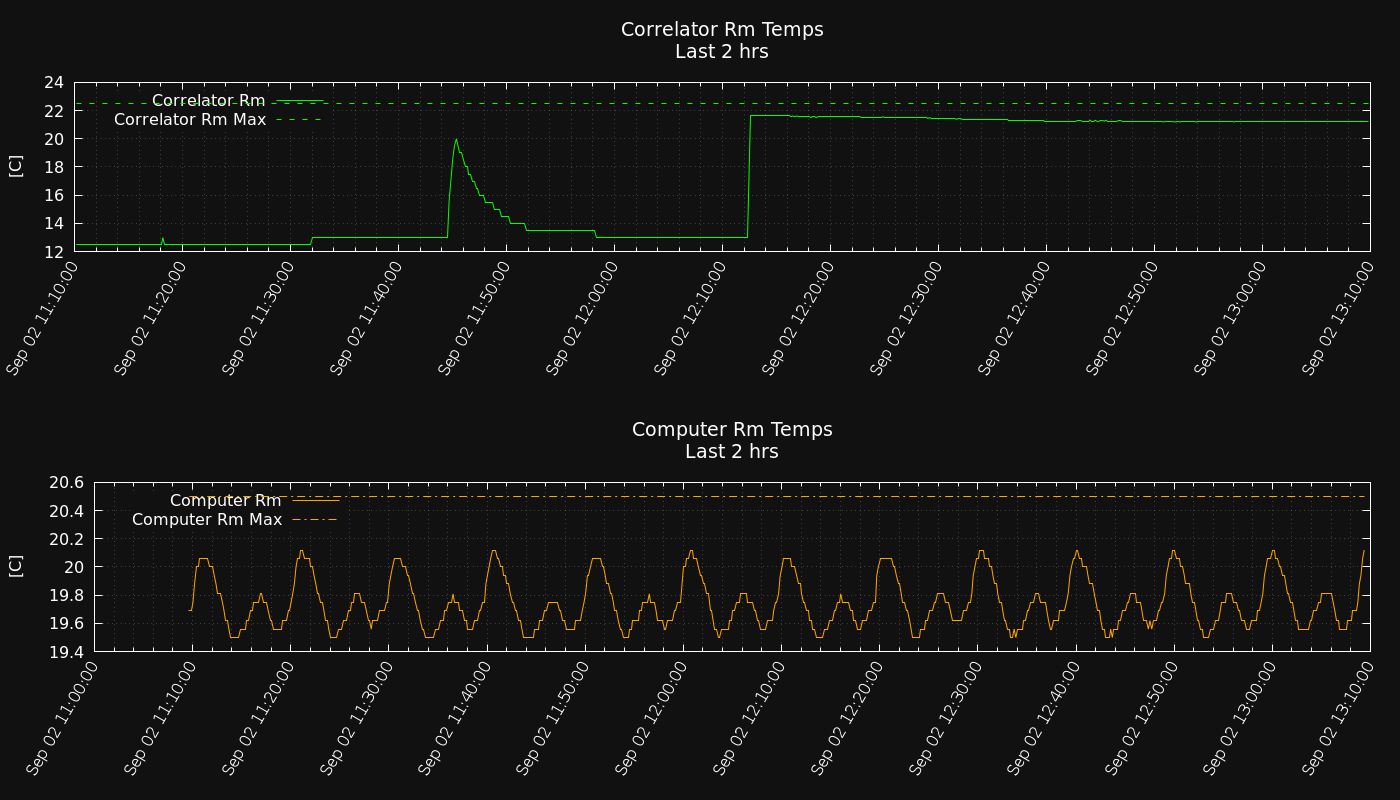 Correlator Rm Temps
Last 2 hrs
24
22
20
18
16
14
12
[C]
Correlator Rm
Correlator Rm Max
Sep 02 11:10:00
Sep 02 11:20:00
Sep 02 11:30:00
Sep 02 11:40:00
Sep 02 11:50:00
Sep 02 12:00:00
Sep 02 12:10:00
Sep 02 12:20:00
Sep 02 12:30:00
Sep 02 12:40:00
Sep 02 12:50:00
Sep 02 13:00:00
Sep 02 13:10:00
Computer Rm Temps
Last 2 hrs
20.6
20.4
20.2
20
19.8
19.6
19.4
[C]
Computer Rm
Computer Rm Max
Sep 02 11:00:00
Sep 02 11:10:00
Sep 02 11:20:00
Sep 02 11:30:00
Sep 02 11:40:00
Sep 02 11:50:00
Sep 02 12:00:00
Sep 02 12:10:00
Sep 02 12:20:00
Sep 02 12:30:00
Sep 02 12:40:00
Sep 02 12:50:00
Sep 02 13:00:00
Sep 02 13:10:00